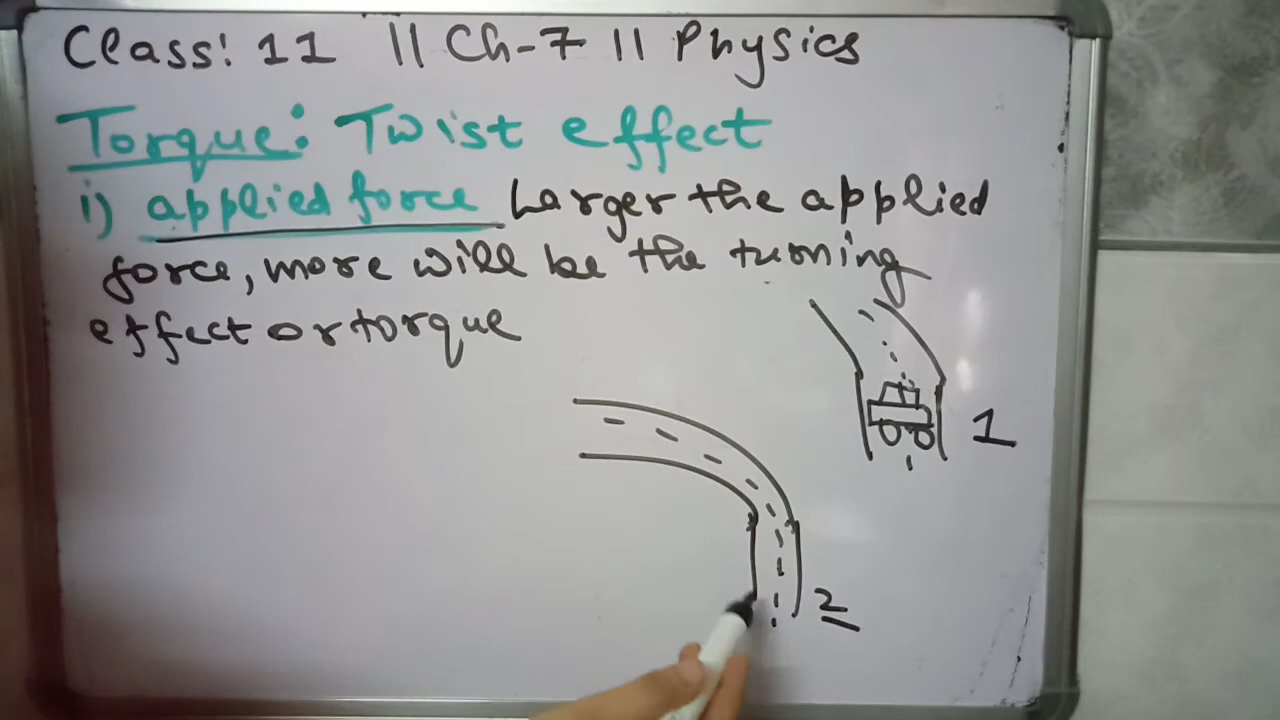 Class: 11 || Ch-7 || Physics
Torque: Twist effect
i) applied force Larger the applied
force, more will be the turning
effect or torque
1
2